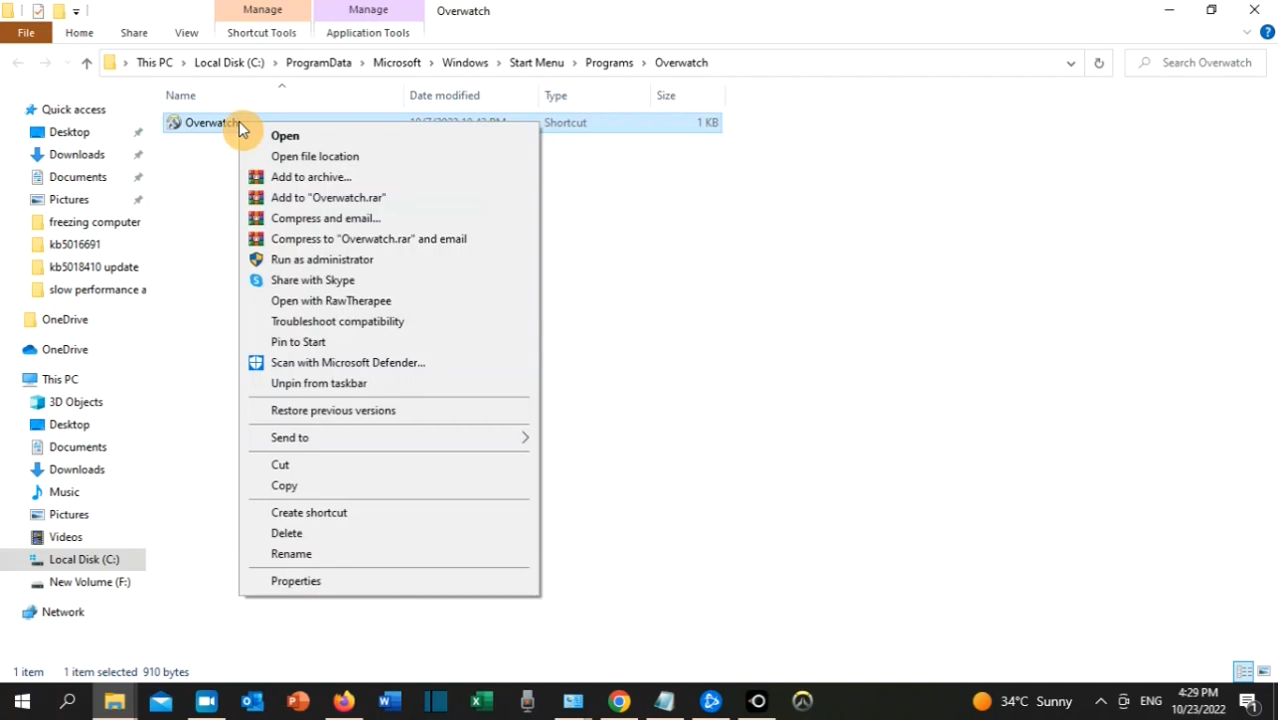 Manage
Manage
Overwatch
File
Home
Share
View
Shortcut Tools
Application Tools
This PC
Local Disk (C:)
ProgramData
Microsoft
Windows
Start Menu
Programs
Overwatch
Search Overwatch
Name
Date modified
Type
Size
Overwatch
Shortcut
1 KB
Quick access
Desktop
Downloads
Documents
Pictures
freezing computer
kb5016691
kb5018410 update
slow performance a
OneDrive
OneDrive
This PC
3D Objects
Desktop
Documents
Downloads
Music
Pictures
Videos
Local Disk (C:)
New Volume (F:)
Network
Open
Open file location
Add to archive...
Add to "Overwatch.rar"
Compress and email...
Compress to "Overwatch.rar" and email
Run as administrator
Share with Skype
Open with RawTherapee
Troubleshoot compatibility
Pin to Start
Scan with Microsoft Defender...
Unpin from taskbar
Restore previous versions
Send to
Cut
Copy
Create shortcut
Delete
Rename
Properties
1 item
1 item selected 910 bytes
34°C Sunny
ENG
4:29 PM
10/23/2022
1